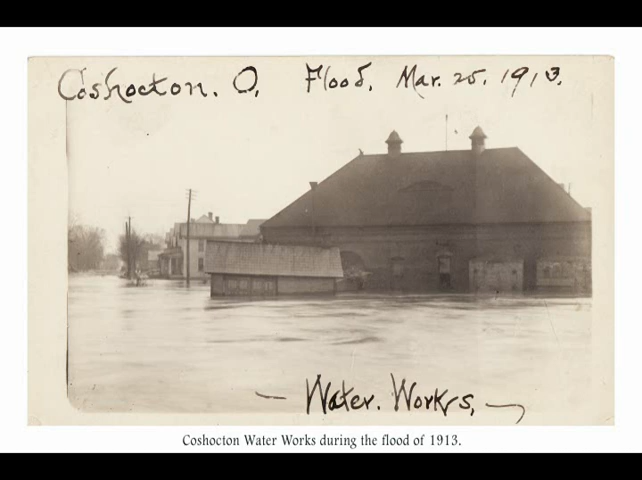 Coshocton. O, Flood, Mar. 25. 1913.
Water. Works,
Coshocton Water Works during the flood of 1913.